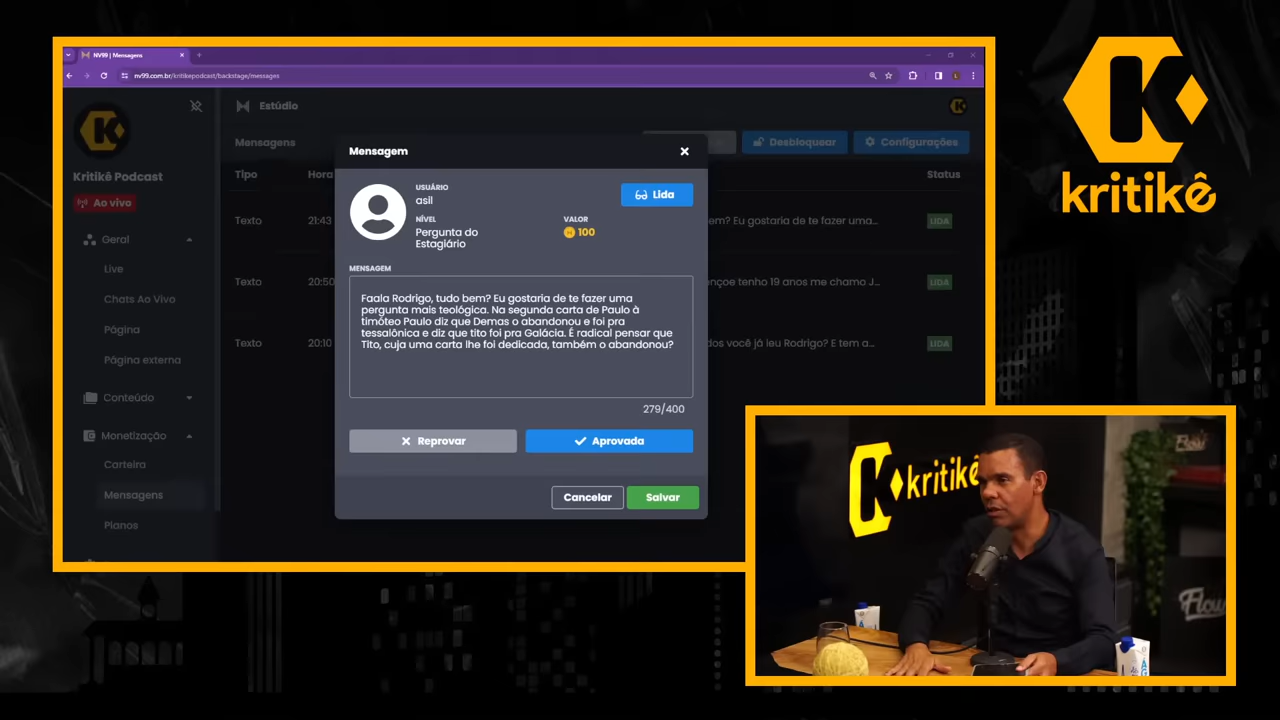 NV99 | Mensagens
nv99.com.br/kritikepodcast/backstage/messages
Estúdio
Mensagens
Desbloquear
Configurações
Kritikê Podcast
Ao vivo
Geral
Live
Chats Ao Vivo
Página
Página externa
Conteúdo
Monetização
Carteira
Mensagens
Planos
Tipo
Hora
Status
Texto
21:43
em? Eu gostaria de te fazer uma...
LIDA
Texto
20:50
nçoe tenho 19 anos me chamo J...
LIDA
Texto
20:10
dos você já leu Rodrigo? E tem a...
LIDA
Mensagem
USUÁRIO
asil
Lida
NÍVEL
Pergunta do
Estagiário
VALOR
100
MENSAGEM
Faala Rodrigo, tudo bem? Eu gostaria de te fazer uma
pergunta mais teológica. Na segunda carta de Paulo à
timóteo Paulo diz que Demas o abandonou e foi pra
tessalônica e diz que tito foi pra Galácia. É radical pensar que
Tito, cuja uma carta lhe foi dedicada, também o abandonou?
279/400
Reprovar
Aprovada
Cancelar
Salvar
kritikê
kritikê
Flow
Flow